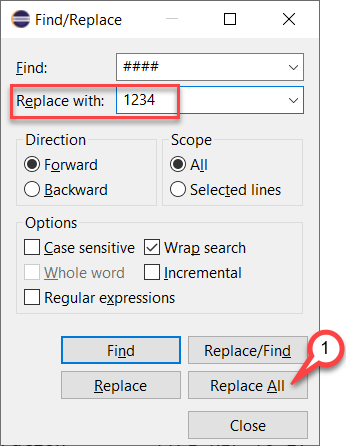 Find/Replace
Find: ####
Replace with: 1234
Direction Scope
Forward All
Backward Selected lines
Options
Case sensitive Wrap search
Whole word Incremental
Regular expressions
Find Replace/Find
1
Replace Replace All
Close